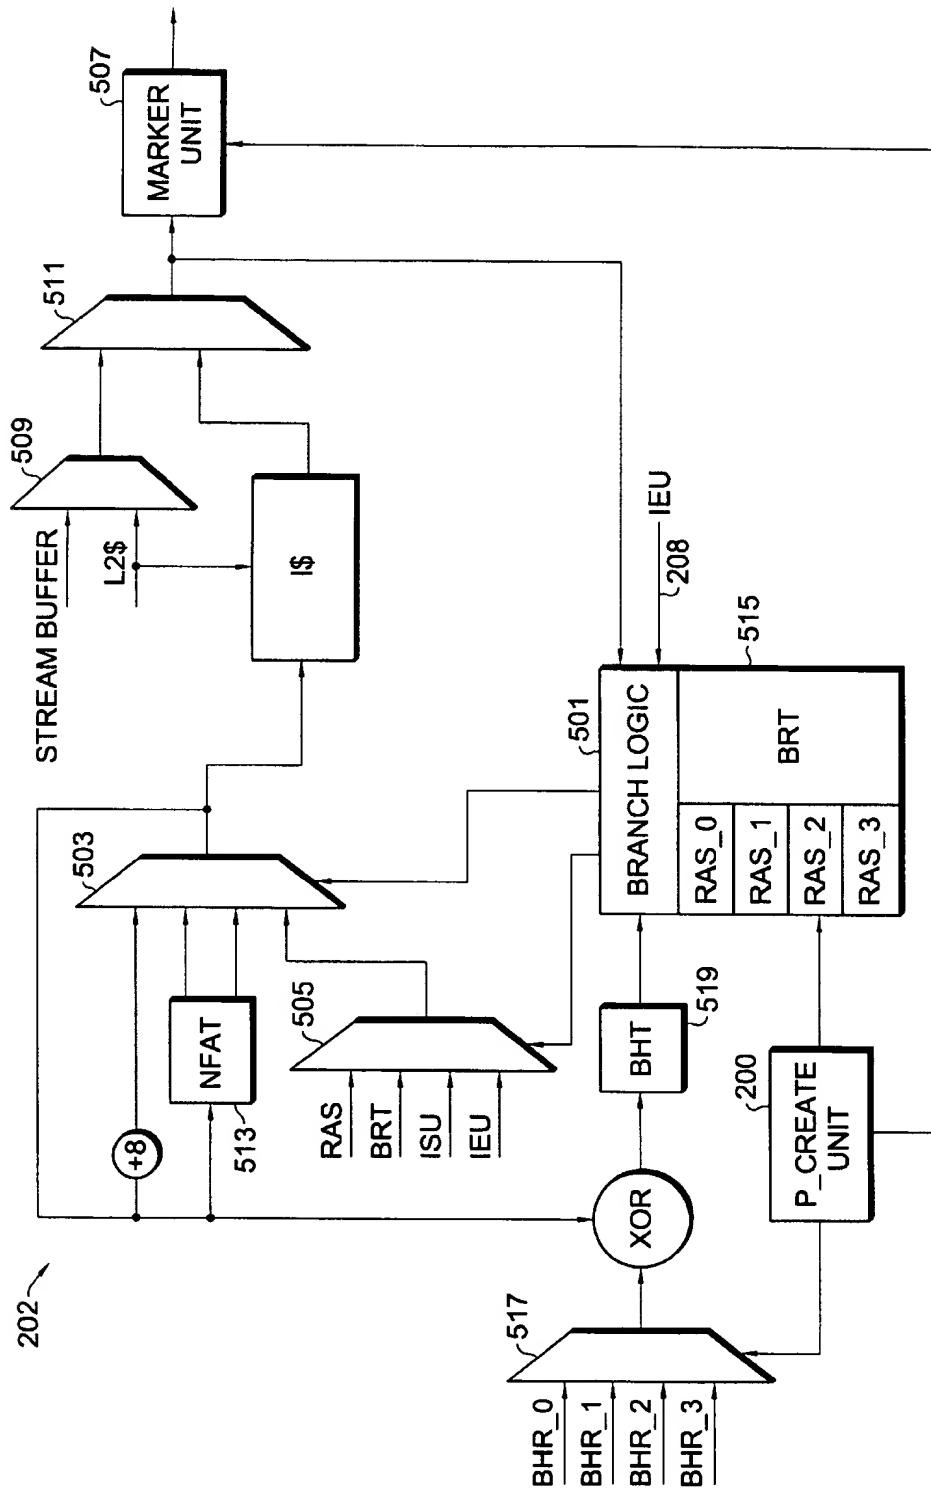 202
+8
NFAT
513
503
STREAM BUFFER
L2$
509
I$
511
MARKER
UNIT
507
RAS
BRT
ISU
IEU
505
BHR_0
BHR_1
BHR_2
BHR_3
517
XOR
BHT
519
BRANCH LOGIC
501
RAS_0
RAS_1
RAS_2
RAS_3
BRT
515
IEU
208
P_CREATE
UNIT
200